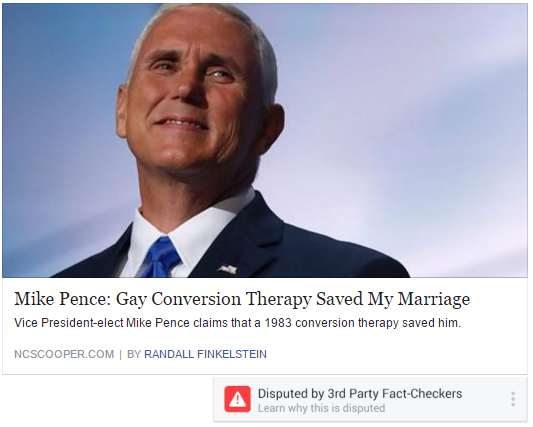 Mike Pence: Gay Conversion Therapy Saved My Marriage
Vice President-elect Mike Pence claims that a 1983 conversion therapy saved him.
NCSCOOPER.COM | BY RANDALL FINKELSTEIN
Disputed by 3rd Party Fact-Checkers
Learn why this is disputed